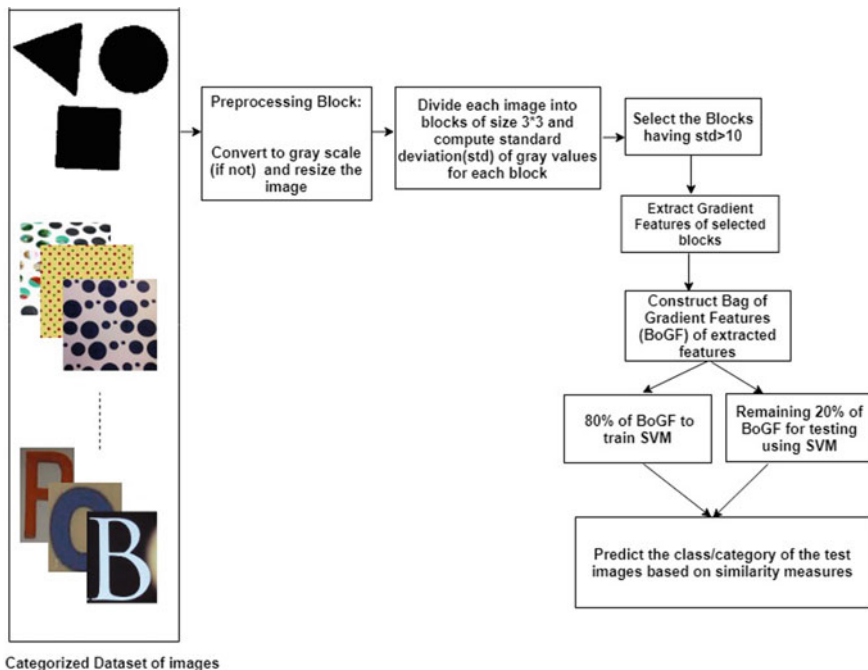 Preprocessing Block:
Convert to gray scale
(if not) and resize the
image
Divide each image into
blocks of size 3*3 and
compute standard
deviation(std) of gray values
for each block
Select the Blocks
having std>10
Extract Gradient
Features of selected
blocks
Construct Bag of
Gradient Features
(BoGF) of extracted
features
80% of BoGF to
train SVM
Remaining 20% of
BoGF for testing
using SVM
Predict the class/category of the test
images based on similarity measures
P
O
B
Categorized Dataset of images